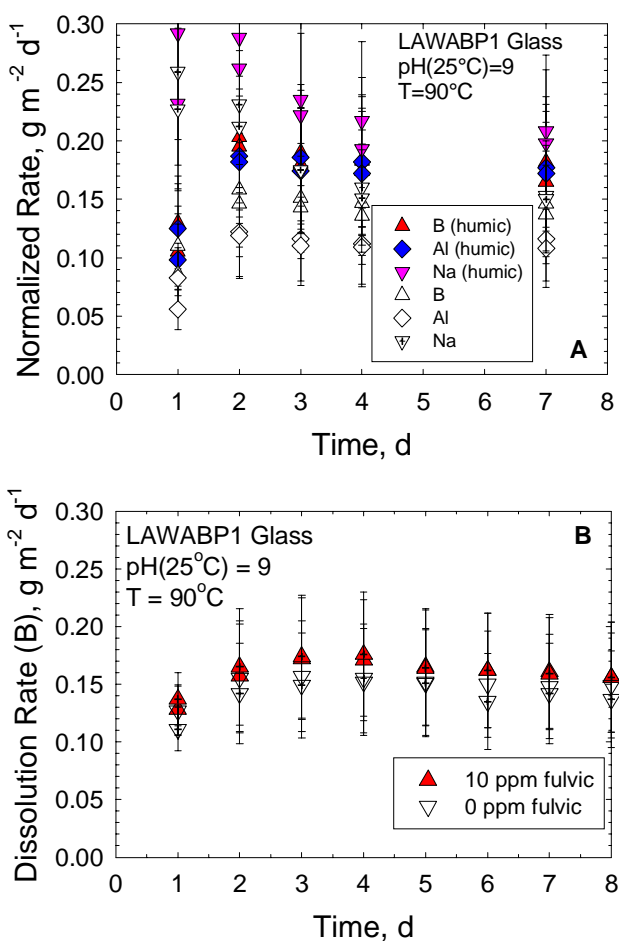 Normalized Rate, g m⁻² d⁻¹
0.30
0.25
0.20
0.15
0.10
0.05
0.00
LAWABP1 Glass
pH(25°C)=9
T=90°C
B (humic)
Al (humic)
Na (humic)
B
Al
Na
A
0 1 2 3 4 5 6 7 8
Time, d
Dissolution Rate (B), g m⁻² d⁻¹
0.30
0.25
0.20
0.15
0.10
0.05
0.00
B
LAWABP1 Glass
pH(25°C) = 9
T = 90°C
10 ppm fulvic
0 ppm fulvic
0 1 2 3 4 5 6 7 8
Time, d